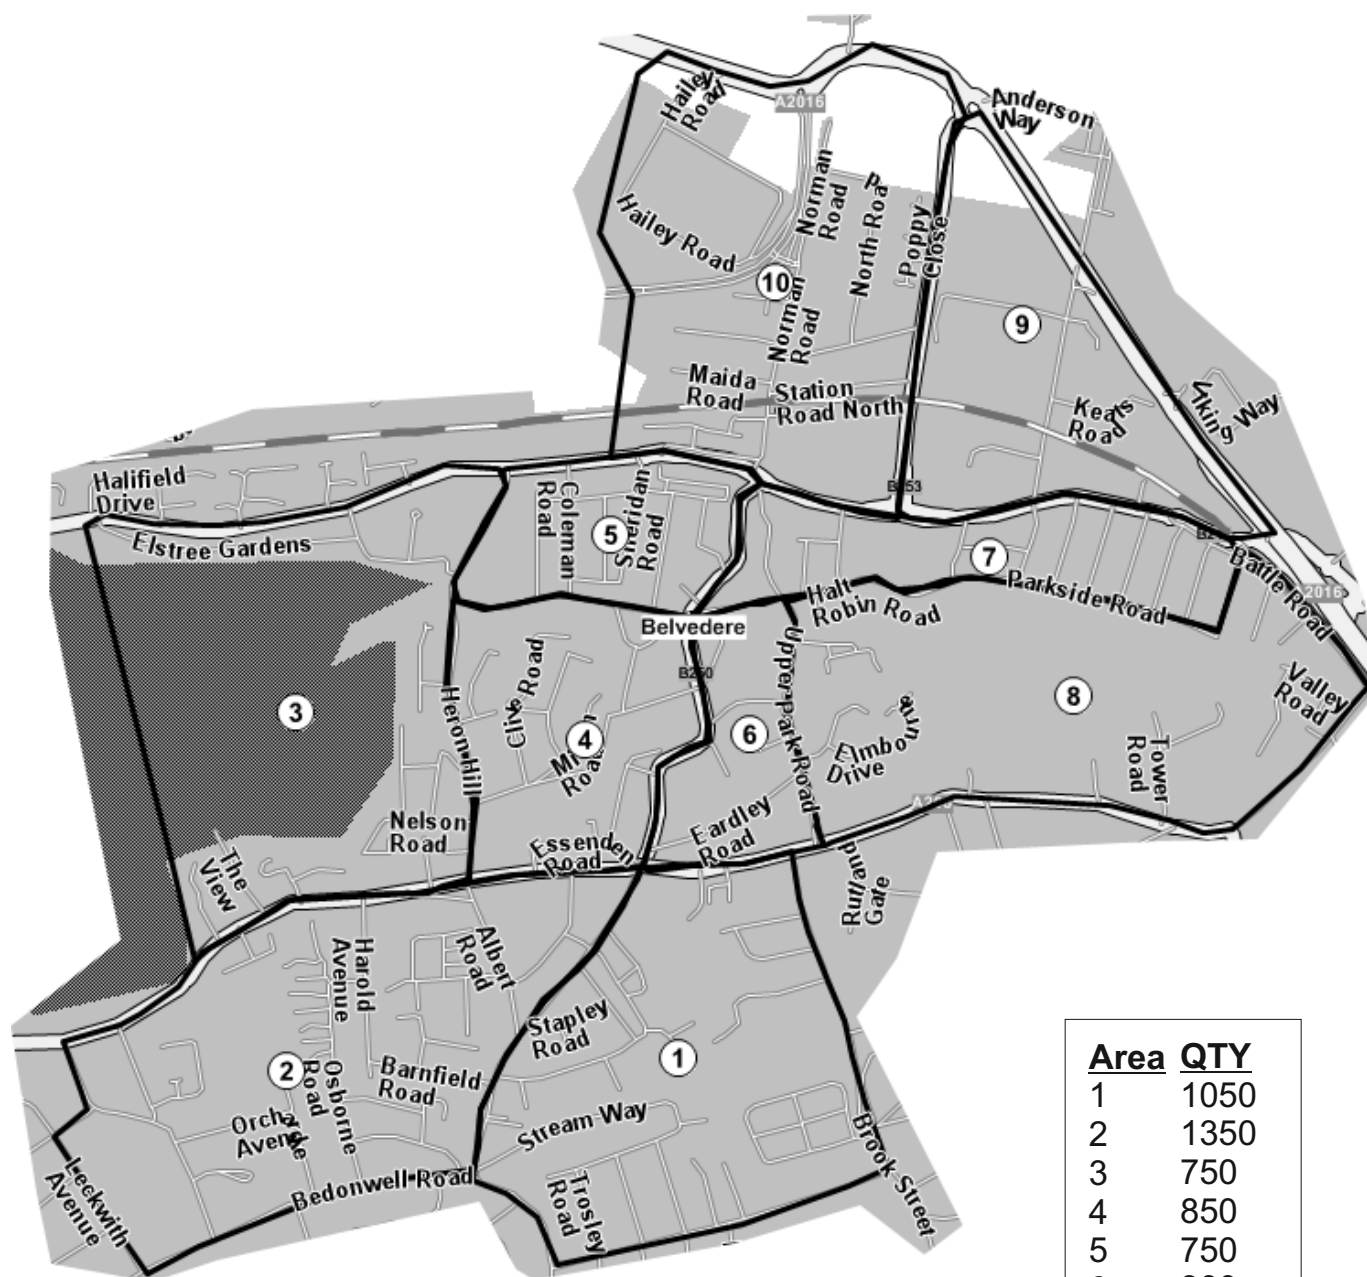 Hailey
Road
A2016
Anderson
Way
Norman
Road
North Road
Poppy
Close
Hailey Road
10
Norman
Road
9
Maida
Road
Station
Road North
Keats
Road
Viking Way
Halifield
Drive
Elstree Gardens
Coleman
Road
5
Sheridan
Road
7
Battle Road
2016
Halt
Robin Road
Parkside Road
Belvedere
B250
Valley
Road
3
Heron Hill
Clive Road
4
6
Upper Park Road
Elmbourne
Drive
8
Tower
Road
Nelson
Road
Essenden
Road
Eardley
Road
The
View
Rutland
Gate
Harold
Avenue
Albert
Road
Stapley
Road
1
2
Osborne
Road
Barnfield
Road
Orchard
Avenue
Stream Way
Brook Street
Bedonwell Road
Leckwith
Avenue
Trosley
Road
Area QTY
1 1050
2 1350
3 750
4 850
5 750